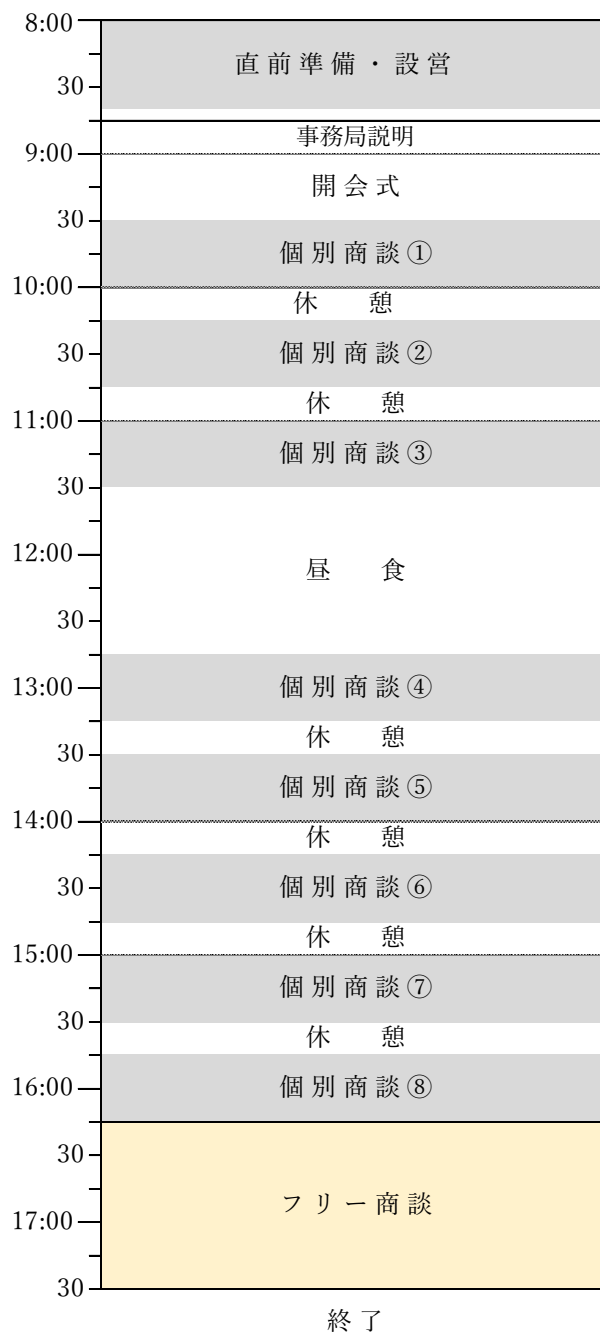 8:00
直前準備・設営
30
事務局説明
9:00
開会式
30
個別商談①
10:00
休　憩
30
個別商談②
休　憩
11:00
個別商談③
30
12:00
昼　食
30
13:00
個別商談④
休　憩
30
個別商談⑤
14:00
休　憩
30
個別商談⑥
休　憩
15:00
個別商談⑦
30
休　憩
16:00
個別商談⑧
30
フリー商談
17:00
30
終了